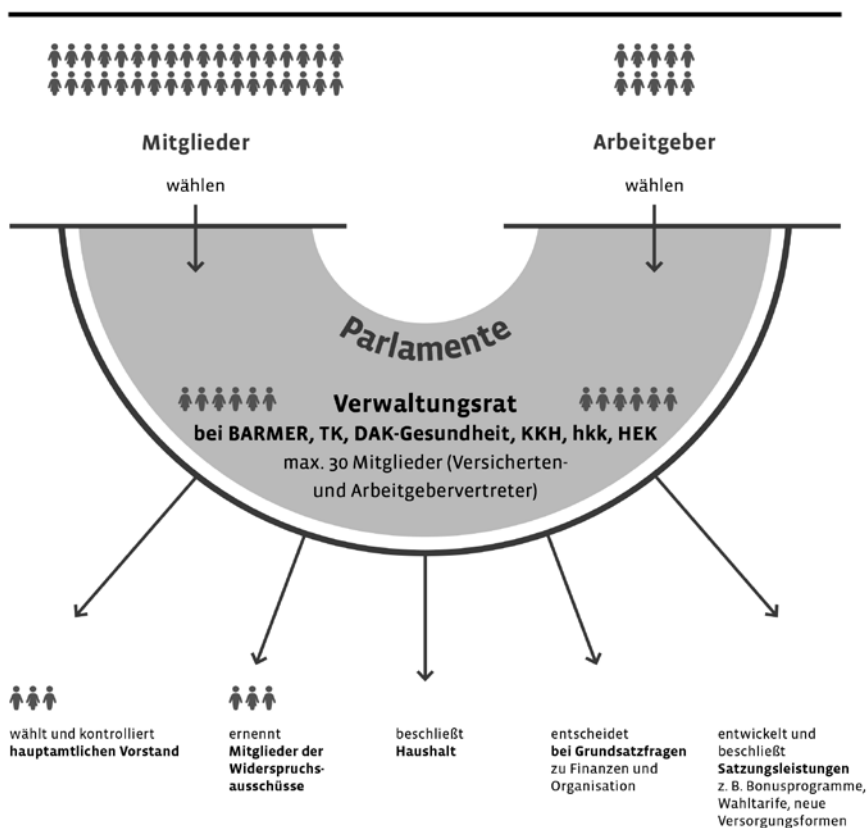 Mitglieder
Arbeitgeber
wählen
wählen
Parlamente
Verwaltungsrat
bei BARMER, TK, DAK-Gesundheit, KKH, hkk, HEK
max. 30 Mitglieder (Versicherten-
und Arbeitgebervertreter)
wählt und kontrolliert
hauptamtlichen Vorstand
ernennt
Mitglieder der
Widerspruchs-
ausschüsse
beschließt
Haushalt
entscheidet
bei Grundsatzfragen
zu Finanzen und
Organisation
entwickelt und
beschließt
Satzungsleistungen
z. B. Bonusprogramme,
Wahltarife, neue
Versorgungsformen